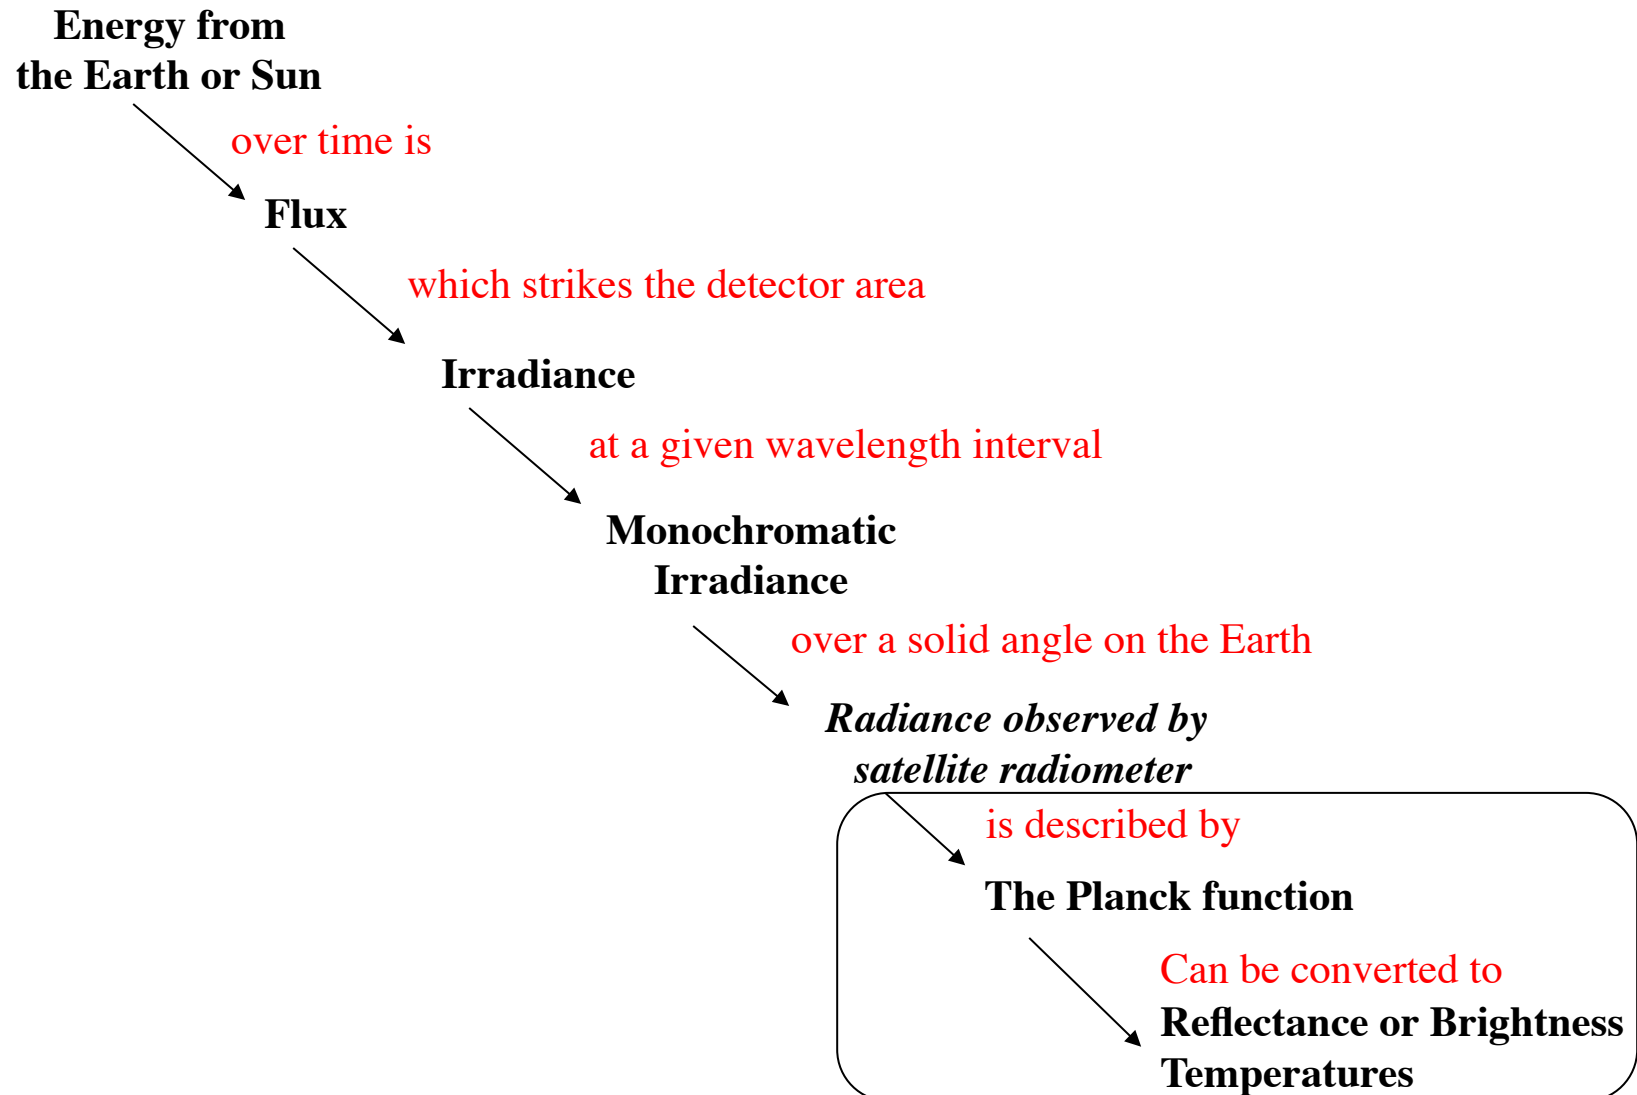 Energy from
the Earth or Sun
over time is
Flux
which strikes the detector area
Irradiance
at a given wavelength interval
Monochromatic
Irradiance
over a solid angle on the Earth
Radiance observed by
satellite radiometer
is described by
The Planck function
Can be converted to
Reflectance or Brightness
Temperatures